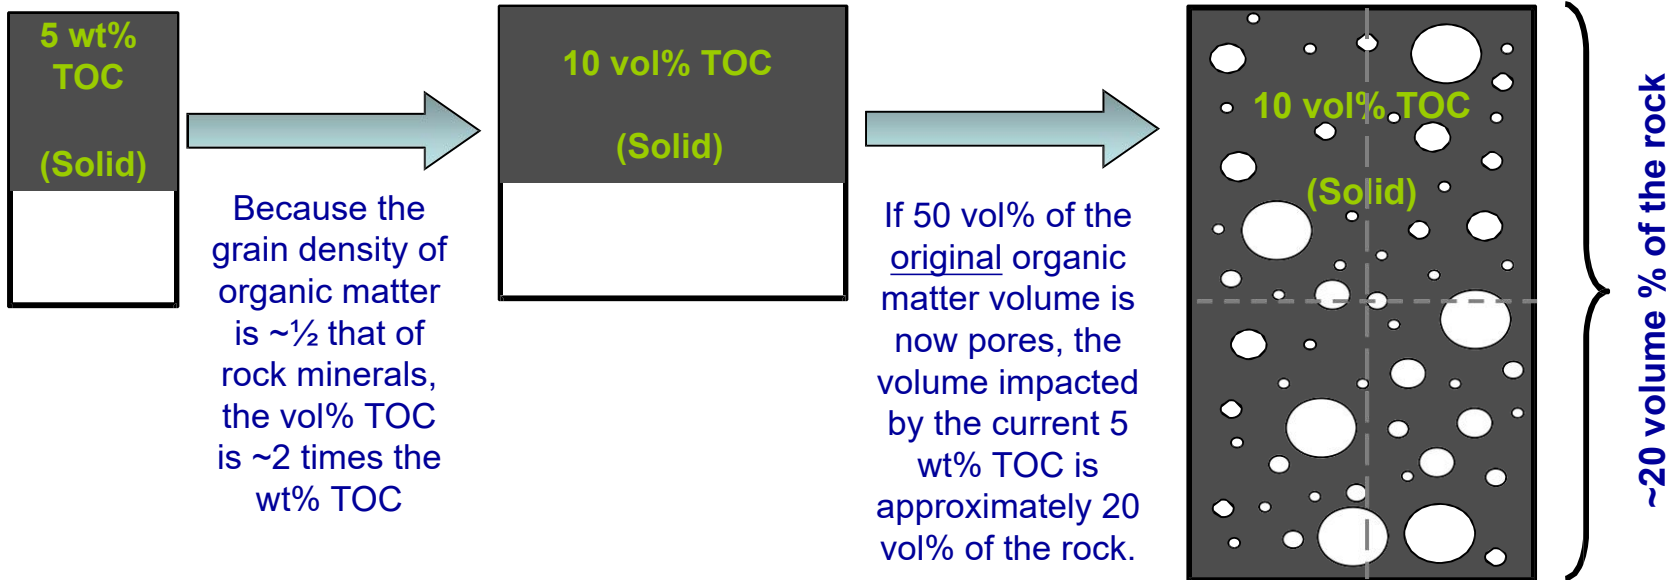 5 wt%
TOC
(Solid)
Because the
grain density of
organic matter
is ~½ that of
rock minerals,
the vol% TOC
is ~2 times the
wt% TOC
10 vol% TOC
(Solid)
If 50 vol% of the
original organic
matter volume is
now pores, the
volume impacted
by the current 5
wt% TOC is
approximately 20
vol% of the rock.
10 vol% TOC
(Solid)
~20 volume % of the rock